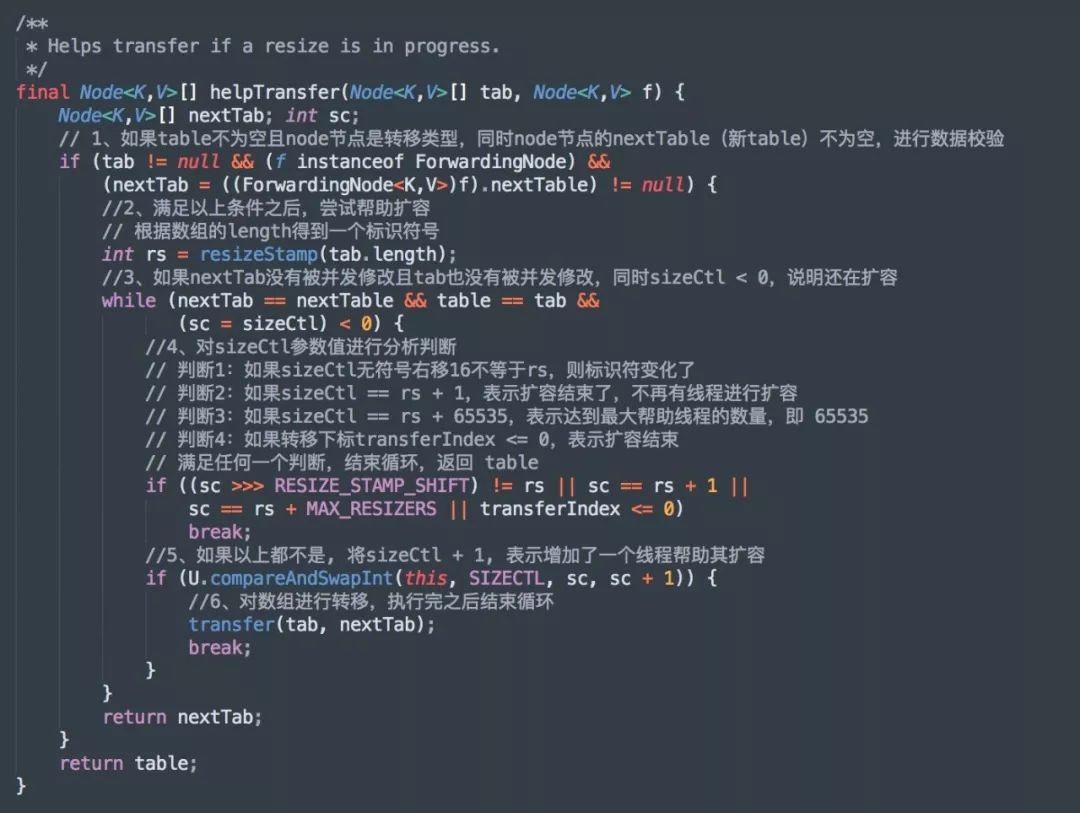 /**
 * Helps transfer if a resize is in progress.
 */
final Node<K,V>[] helpTransfer(Node<K,V>[] tab, Node<K,V> f) {
    Node<K,V>[] nextTab; int sc;
    // 1、如果table不为空且node节点是转移类型，同时node节点的nextTable（新table）不为空，进行数据校验
    if (tab != null && (f instanceof ForwardingNode) &&
        (nextTab = ((ForwardingNode<K,V>)f).nextTable) != null) {
        //2、满足以上条件之后，尝试帮助扩容
        // 根据数组的length得到一个标识符号
        int rs = resizeStamp(tab.length);
        //3、如果nextTab没有被并发修改且tab也没有被并发修改，同时sizeCtl < 0，说明还在扩容
        while (nextTab == nextTable && table == tab &&
               (sc = sizeCtl) < 0) {
            //4、对sizeCtl参数值进行分析判断
            // 判断1：如果sizeCtl无符号右移16不等于rs，则标识符变化了
            // 判断2：如果sizeCtl == rs + 1，表示扩容结束了，不再有线程进行扩容
            // 判断3：如果sizeCtl == rs + 65535，表示达到最大帮助线程的数量，即 65535
            // 判断4：如果转移下标transferIndex <= 0，表示扩容结束
            // 满足任何一个判断，结束循环，返回 table
            if ((sc >>> RESIZE_STAMP_SHIFT) != rs || sc == rs + 1 ||
                sc == rs + MAX_RESIZERS || transferIndex <= 0)
                break;
            //5、如果以上都不是，将sizeCtl + 1，表示增加了一个线程帮助其扩容
            if (U.compareAndSwapInt(this, SIZECTL, sc, sc + 1)) {
                //6、对数组进行转移，执行完之后结束循环
                transfer(tab, nextTab);
                break;
            }
        }
        return nextTab;
    }
    return table;
}